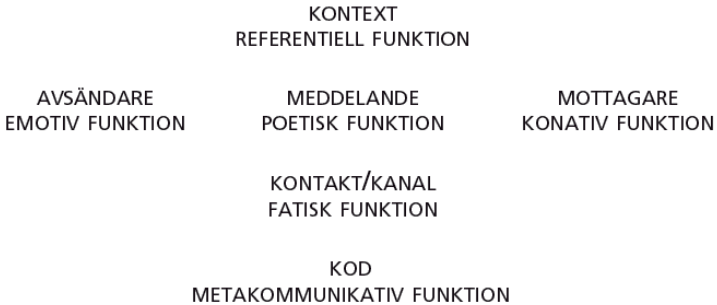 KONTEXT
REFERENTIELL FUNKTION
AVSÄNDARE MEDDELANDE MOTTAGARE
EMOTIV FUNKTION POETISK FUNKTION KONATIV FUNKTION
KONTAKT/KANAL
FATISK FUNKTION
KOD
METAKOMMUNIKATIV FUNKTION